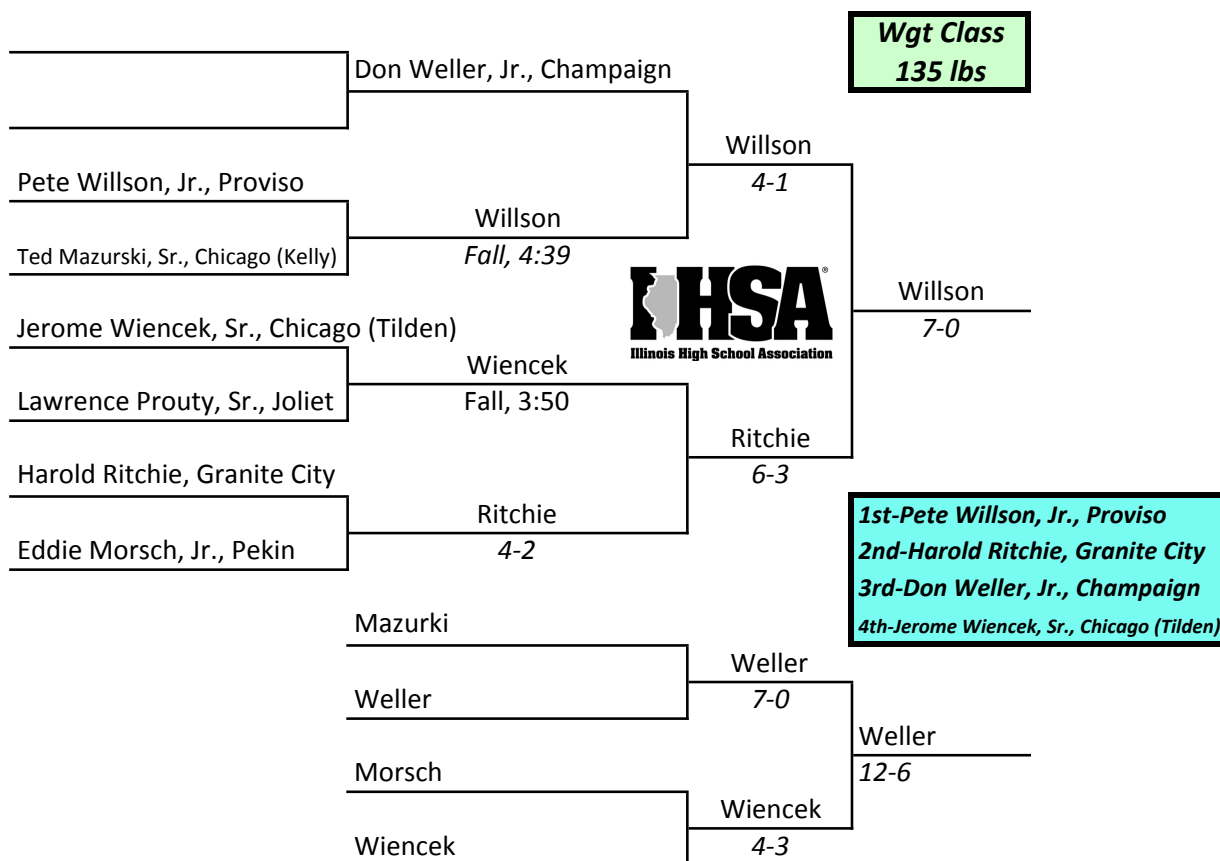 Wgt Class
135 lbs
Don Weller, Jr., Champaign
Willson
4-1
Pete Willson, Jr., Proviso
Willson
Fall, 4:39
Ted Mazurski, Sr., Chicago (Kelly)
IHSA®
Illinois High School Association
Willson
7-0
Jerome Wiencek, Sr., Chicago (Tilden)
Wiencek
Fall, 3:50
Lawrence Prouty, Sr., Joliet
Ritchie
6-3
Harold Ritchie, Granite City
Ritchie
4-2
Eddie Morsch, Jr., Pekin
1st-Pete Willson, Jr., Proviso
2nd-Harold Ritchie, Granite City
3rd-Don Weller, Jr., Champaign
4th-Jerome Wiencek, Sr., Chicago (Tilden)
Mazurki
Weller
7-0
Weller
Weller
12-6
Morsch
Wiencek
4-3
Wiencek